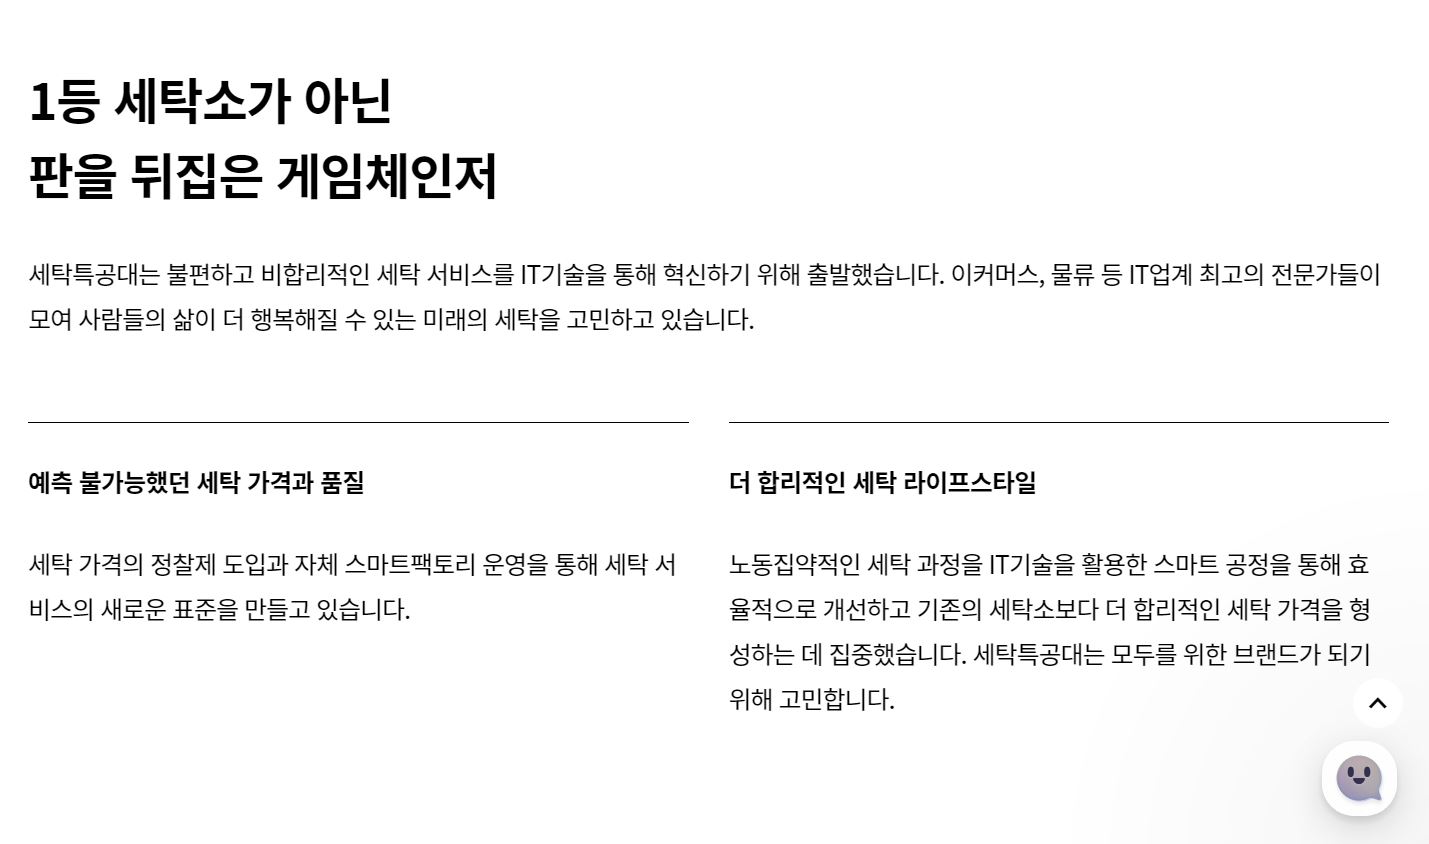 1등 세탁소가 아닌
판을 뒤집은 게임체인저
세탁특공대는 불편하고 비합리적인 세탁 서비스를 IT기술을 통해 혁신하기 위해 출발했습니다. 이커머스, 물류 등 IT업계 최고의 전문가들이
모여 사람들의 삶이 더 행복해질 수 있는 미래의 세탁을 고민하고 있습니다.
예측 불가능했던 세탁 가격과 품질
세탁 가격의 정찰제 도입과 자체 스마트팩토리 운영을 통해 세탁 서
비스의 새로운 표준을 만들고 있습니다.
더 합리적인 세탁 라이프스타일
노동집약적인 세탁 과정을 IT기술을 활용한 스마트 공정을 통해 효
율적으로 개선하고 기존의 세탁소보다 더 합리적인 세탁 가격을 형
성하는 데 집중했습니다. 세탁특공대는 모두를 위한 브랜드가 되기
위해 고민합니다.